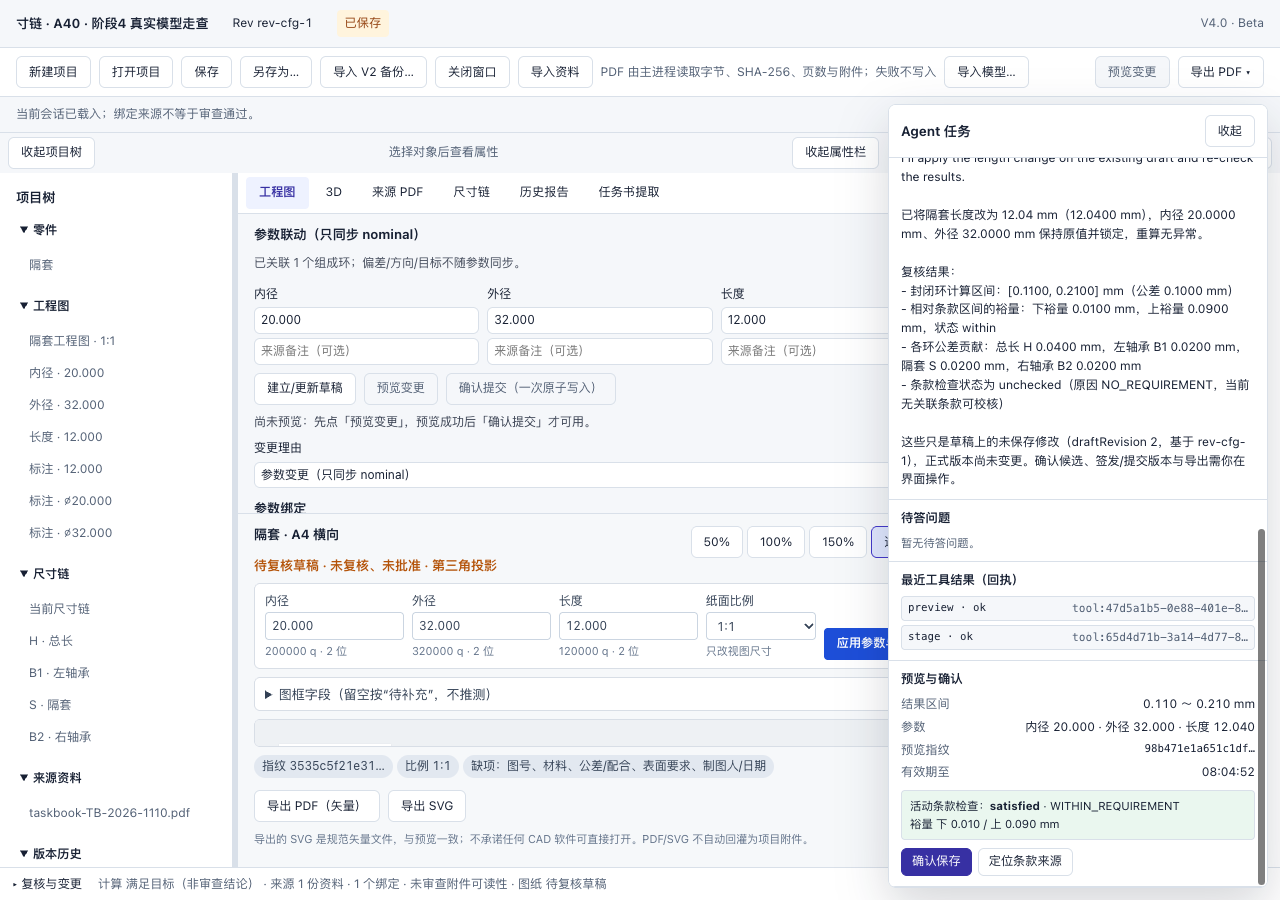 寸链 · A40 · 阶段4 真实模型走查 Rev rev-cfg-1 已保存 V4.0 · Beta
新建项目 打开项目 保存 另存为… 导入 V2 备份… 关闭窗口 导入资料 PDF 由主进程读取字节、SHA-256、页数与附件；失败不写入 导入模型… 预览变更 导出 PDF ▾
当前会话已载入；绑定来源不等于审查通过。
收起项目树 选择对象后查看属性 收起属性栏
项目树
▼ 零件
隔套
▼ 工程图
隔套工程图 · 1:1
内径 · 20.000
外径 · 32.000
长度 · 12.000
标注 · 12.000
标注 · ⌀20.000
标注 · ⌀32.000
▼ 尺寸链
当前尺寸链
H · 总长
B1 · 左轴承
S · 隔套
B2 · 右轴承
▼ 来源资料
taskbook-TB-2026-1110.pdf
▼ 版本历史
工程图 3D 来源 PDF 尺寸链 历史报告 任务书提取
参数联动（只同步 nominal）
已关联 1 个组成环；偏差/方向/目标不随参数同步。
内径 外径 长度
20.000 32.000 12.000
来源备注（可选） 来源备注（可选） 来源备注（可选）
建立/更新草稿 预览变更 确认提交（一次原子写入）
尚未预览：先点「预览变更」，预览成功后「确认提交」才可用。
变更理由
参数变更（只同步 nominal）
参数绑定
隔套 · A4 横向 50% 100% 150%
待复核草稿 · 未复核、未批准 · 第三角投影
内径 外径 长度 纸面比例
20.000 32.000 12.000 1:1
200000 q · 2 位 320000 q · 2 位 120000 q · 2 位 只改视图尺寸
应用参数
▶ 图框字段（留空按“待补充”，不推测）
指纹 3535c5f21e31… 比例 1:1 缺项：图号、材料、公差/配合、表面要求、制图人/日期
导出 PDF（矢量） 导出 SVG
导出的 SVG 是规范矢量文件，与预览一致；不承诺任何 CAD 软件可直接打开。PDF/SVG 不自动回灌为项目附件。
Agent 任务 收起
I'll apply the length change on the existing draft and re-check
the results.
已将隔套长度改为 12.04 mm（12.0400 mm），内径 20.0000
mm、外径 32.0000 mm 保持原值并锁定，重算无异常。
复核结果：
- 封闭环计算区间：[0.1100, 0.2100] mm（公差 0.1000 mm）
- 相对条款区间的裕量：下裕量 0.0100 mm，上裕量 0.0900
mm，状态 within
- 各环公差贡献：总长 H 0.0400 mm，左轴承 B1 0.0200 mm，
隔套 S 0.0200 mm，右轴承 B2 0.0200 mm
- 条款检查状态为 unchecked（原因 NO_REQUIREMENT，当前
无关联条款可校核）
这些只是草稿上的未保存修改（draftRevision 2，基于 rev-cfg-
1），正式版本尚未变更。确认候选、签发/提交版本与导出需你在
界面操作。
待答问题
暂无待答问题。
最近工具结果（回执）
preview · ok tool:47d5a1b5-0e88-401e-8…
stage · ok tool:65d4d71b-3a14-4d77-8…
预览与确认
结果区间 0.110 ～ 0.210 mm
参数 内径 20.000 · 外径 32.000 · 长度 12.040
预览指纹 98b471e1a651c1df…
有效期至 08:04:52
活动条款检查：satisfied · WITHIN_REQUIREMENT
裕量 下 0.010 / 上 0.090 mm
确认保存 定位条款来源
▸ 复核与变更 计算 满足目标（非审查结论） · 来源 1 份资料 · 1 个绑定 · 未审查附件可读性 · 图纸 待复核草稿